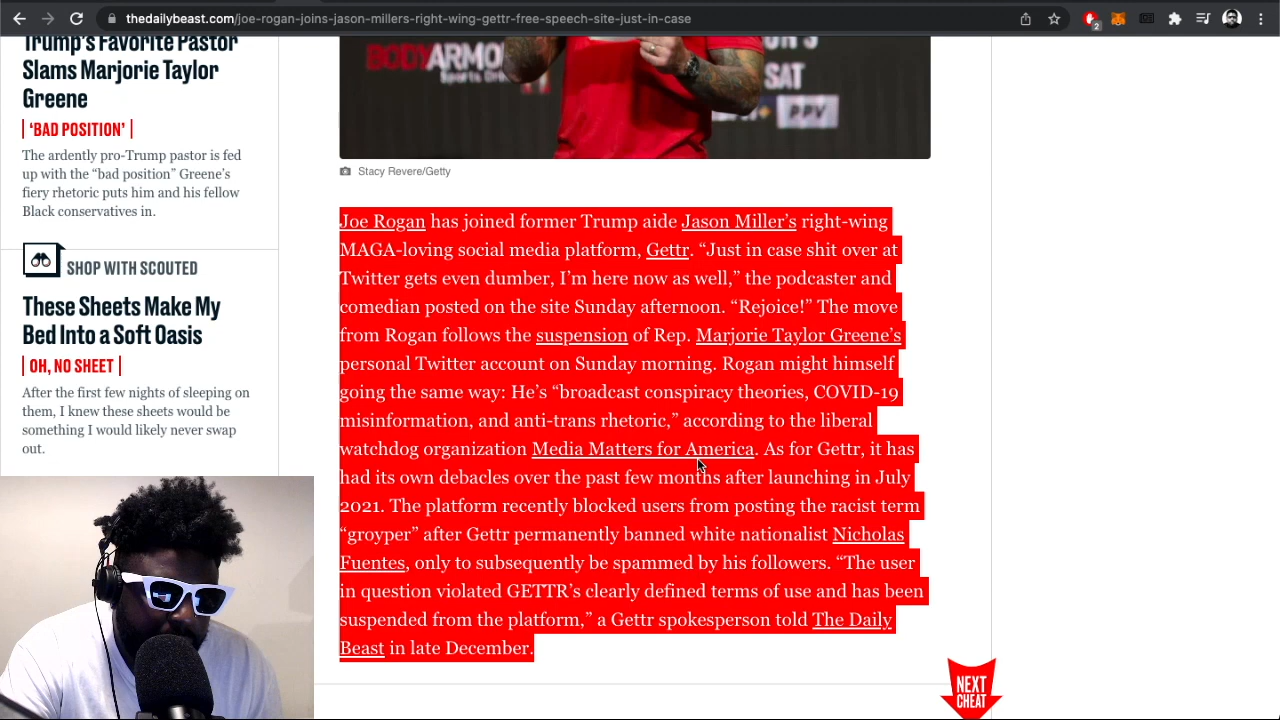 thedailybeast.com/joe-rogan-joins-jason-millers-right-wing-gettr-free-speech-site-just-in-case
2
Trump's Favorite Pastor
Slams Marjorie Taylor
Greene
‘BAD POSITION’
The ardently pro-Trump pastor is fed
up with the “bad position” Greene’s
fiery rhetoric puts him and his fellow
Black conservatives in.
SHOP WITH SCOUTED
These Sheets Make My
Bed Into a Soft Oasis
OH, NO SHEET
After the first few nights of sleeping on
them, I knew these sheets would be
something I would likely never swap
out.
BODYARMOR
Sports
SAT
Stacy Revere/Getty
Joe Rogan has joined former Trump aide Jason Miller’s right-wing
MAGA-loving social media platform, Gettr. “Just in case shit over at
Twitter gets even dumber, I’m here now as well,” the podcaster and
comedian posted on the site Sunday afternoon. “Rejoice!” The move
from Rogan follows the suspension of Rep. Marjorie Taylor Greene’s
personal Twitter account on Sunday morning. Rogan might himself
going the same way: He’s “broadcast conspiracy theories, COVID-19
misinformation, and anti-trans rhetoric,” according to the liberal
watchdog organization Media Matters for America. As for Gettr, it has
had its own debacles over the past few months after launching in July
2021. The platform recently blocked users from posting the racist term
“groyper” after Gettr permanently banned white nationalist Nicholas
Fuentes, only to subsequently be spammed by his followers. “The user
in question violated GETTR’s clearly defined terms of use and has been
suspended from the platform,” a Gettr spokesperson told The Daily
Beast in late December.
NEXT
CHEAT